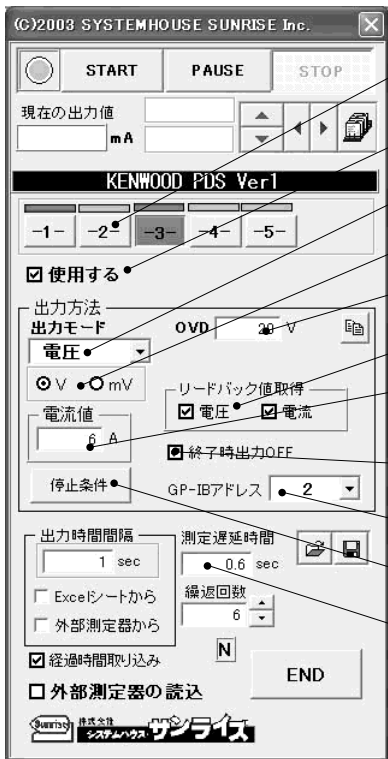 (C)2003 SYSTEMHOUSE SUNRISE Inc.
START PAUSE STOP
現在の出力値
mA
KENWOOD PDS Ver1
-1- -2- -3- -4- -5-
使用する
出力方法
出力モード OVD 20 V
電圧
V mV
リードバック値取得
電圧 電流
電流値
6 A
終了時出力OFF
停止条件 GP-IBアドレス 2
出力時間間隔
1 sec
測定遅延時間
0.6 sec
Excelシートから
外部測定器から
繰返回数
6
経過時間取り込み
N
END
外部測定器の読込
Sunrise 株式会社 システムハウス サンライズ